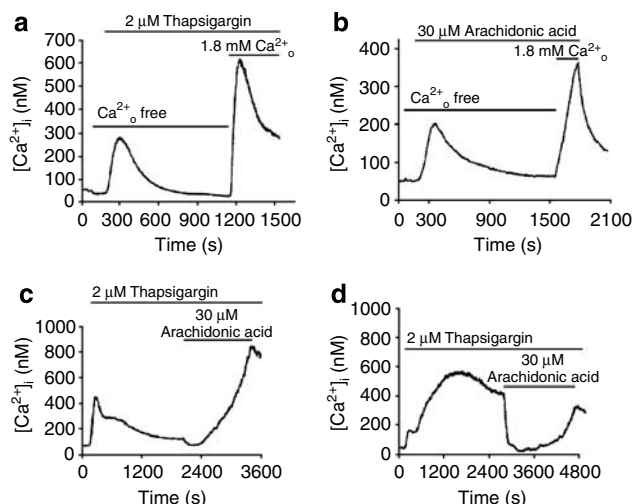 a
2 μM Thapsigargin
1.8 mM Ca²⁺ₒ
Ca²⁺ₒ free
[Ca²⁺]ᵢ (nM)
700
600
500
400
300
200
100
0
0 300 600 900 1200 1500
Time (s)
b
30 μM Arachidonic acid
1.8 mM Ca²⁺ₒ
Ca²⁺ₒ free
[Ca²⁺]ᵢ (nM)
400
300
200
100
0
0 300 900 1500 2100
Time (s)
c
2 μM Thapsigargin
30 μM
Arachidonic acid
[Ca²⁺]ᵢ (nM)
1000
800
600
400
200
0
0 1200 2400 3600
Time (s)
d
2 μM Thapsigargin
30 μM
Arachidonic acid
[Ca²⁺]ᵢ (nM)
1000
800
600
400
200
0
0 1200 2400 3600 4800
Time (s)